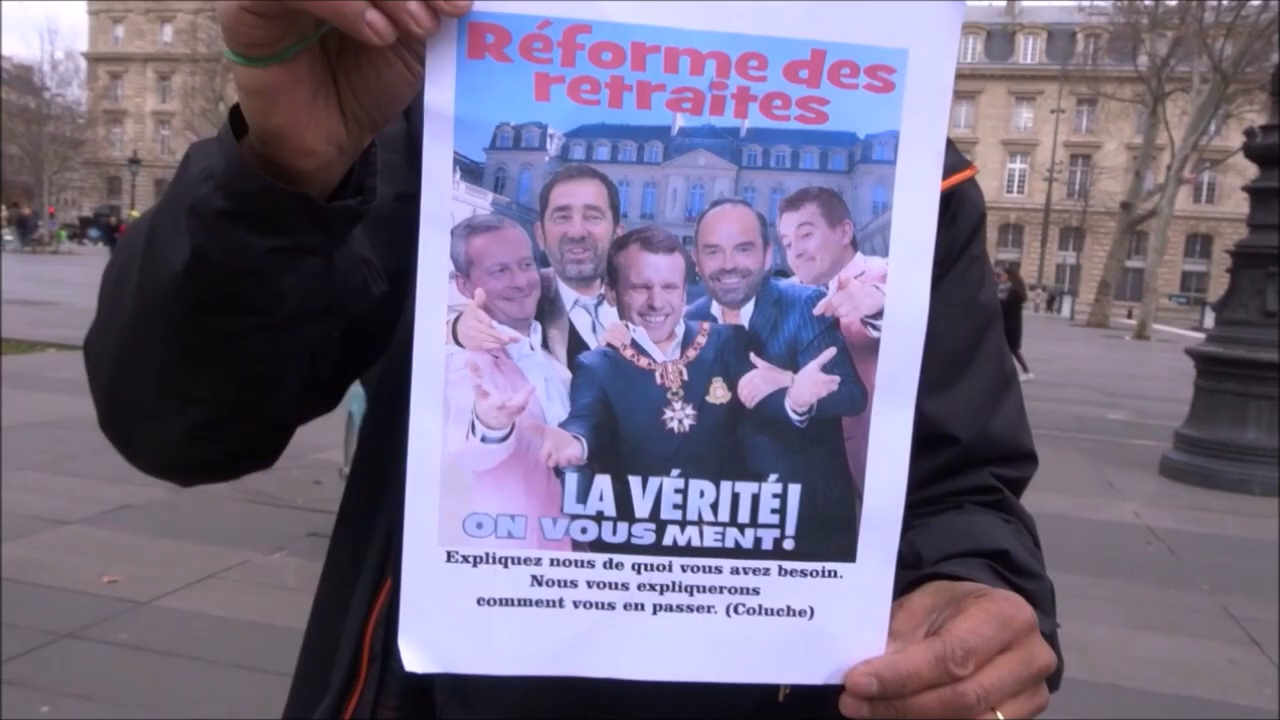 Réforme des
retraites
LA VÉRITÉ!
ON VOUS MENT!
Expliquez nous de quoi vous avez besoin.
Nous vous expliquerons
comment vous en passer. (Coluche)